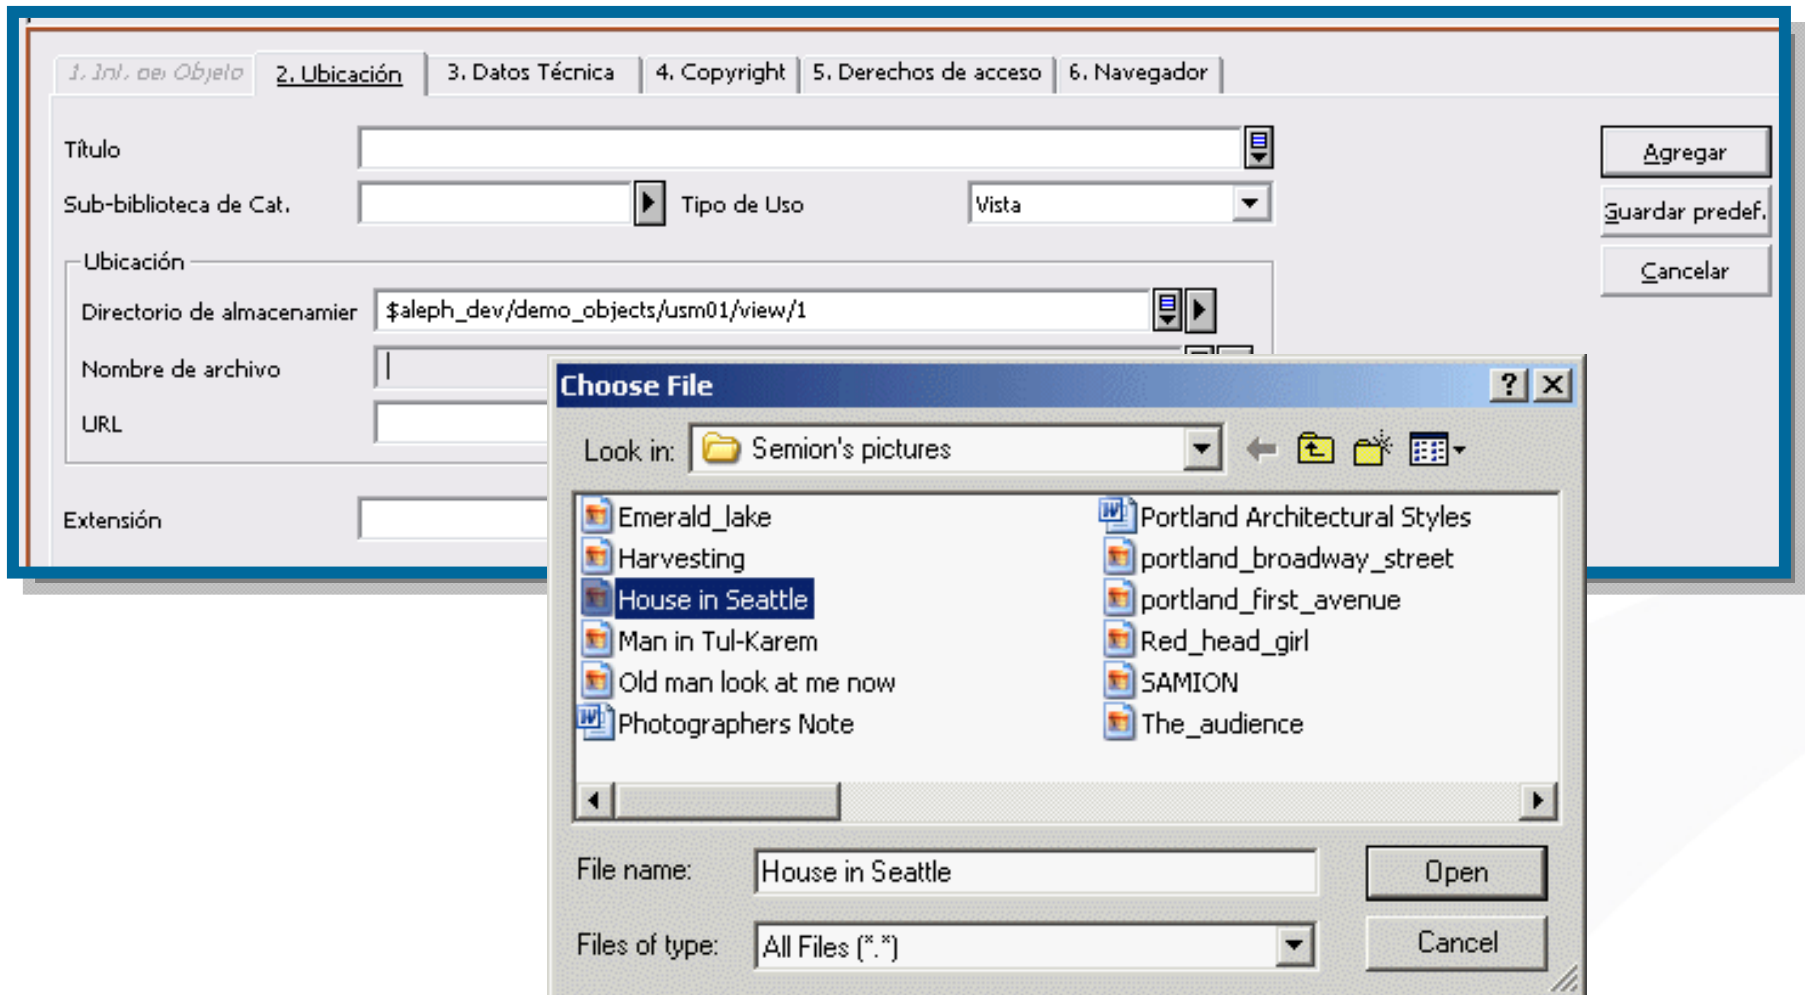 1. Inf. del Objeto 2. Ubicación 3. Datos Técnica 4. Copyright 5. Derechos de acceso 6. Navegador
Título
Agregar
Sub-biblioteca de Cat. Tipo de Uso Vista
Guardar predef.
Ubicación
Cancelar
Directorio de almacenamier $aleph_dev/demo_objects/usm01/view/1
Nombre de archivo
URL
Extensión
Choose File
Look in: Semion's pictures
Emerald_lake
Harvesting
House in Seattle
Man in Tul-Karem
Old man look at me now
Photographers Note
Portland Architectural Styles
portland_broadway_street
portland_first_avenue
Red_head_girl
SAMION
The_audience
File name: House in Seattle Open
Files of type: All Files (*.*) Cancel